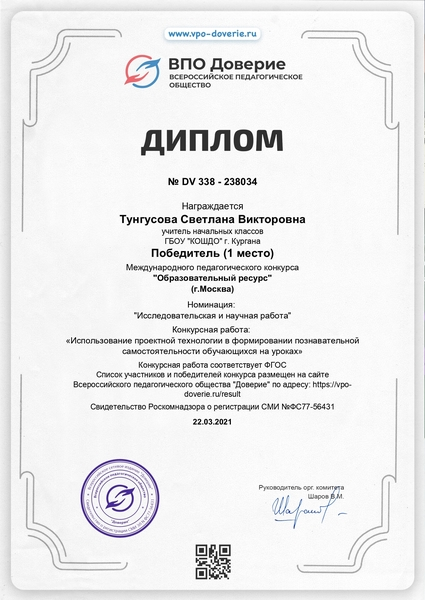 www.vpo-doverie.ru
ВПО Доверие
ВСЕРОССИЙСКОЕ ПЕДАГОГИЧЕСКОЕ
ОБЩЕСТВО
ДИПЛОМ
№ DV 338 - 238034
Награждается
Тунгусова Светлана Викторовна
учитель начальных классов
ГБОУ "КОШДО" г. Кургана
Победитель (1 место)
Международного педагогического конкурса
"Образовательный ресурс"
(г.Москва)
Номинация:
"Исследовательская и научная работа"
Конкурсная работа:
«Использование проектной технологии в формировании познавательной
самостоятельности обучающихся на уроках»
Конкурсная работа соответствует ФГОС
Список участников и победителей конкурса размещен на сайте
Всероссийского педагогического общества "Доверие" по адресу: https://vpo-
doverie.ru/result
Свидетельство Роскомнадзора о регистрации СМИ №ФС77-56431
22.03.2021
Руководитель орг. комитета
Шаров В.М.